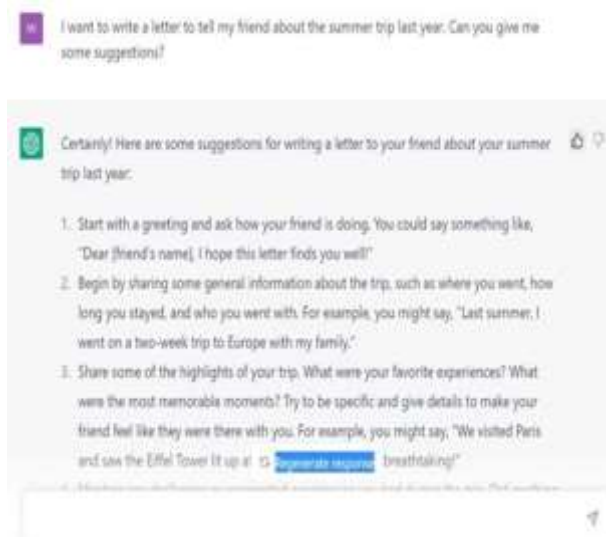 I want to write a letter to tell my friend about the summer trip last year. Can you give me
some suggestions?
Certainly! Here are some suggestions for writing a letter to your friend about your summer
trip last year:
1. Start with a greeting and ask how your friend is doing. You could say something like,
"Dear [friend's name], I hope this letter finds you well!"
2. Begin by sharing some general information about the trip, such as where you went, how
long you stayed, and who you went with. For example, you might say, "Last summer, I
went on a two-week trip to Europe with my family."
3. Share some of the highlights of your trip. What were your favorite experiences? What
were the most memorable moments? Try to be specific and give details to make your
friend feel like they were there with you. For example, you might say, "We visited Paris
and saw the Eiffel Tower lit up at Regenerate response breathtaking!"